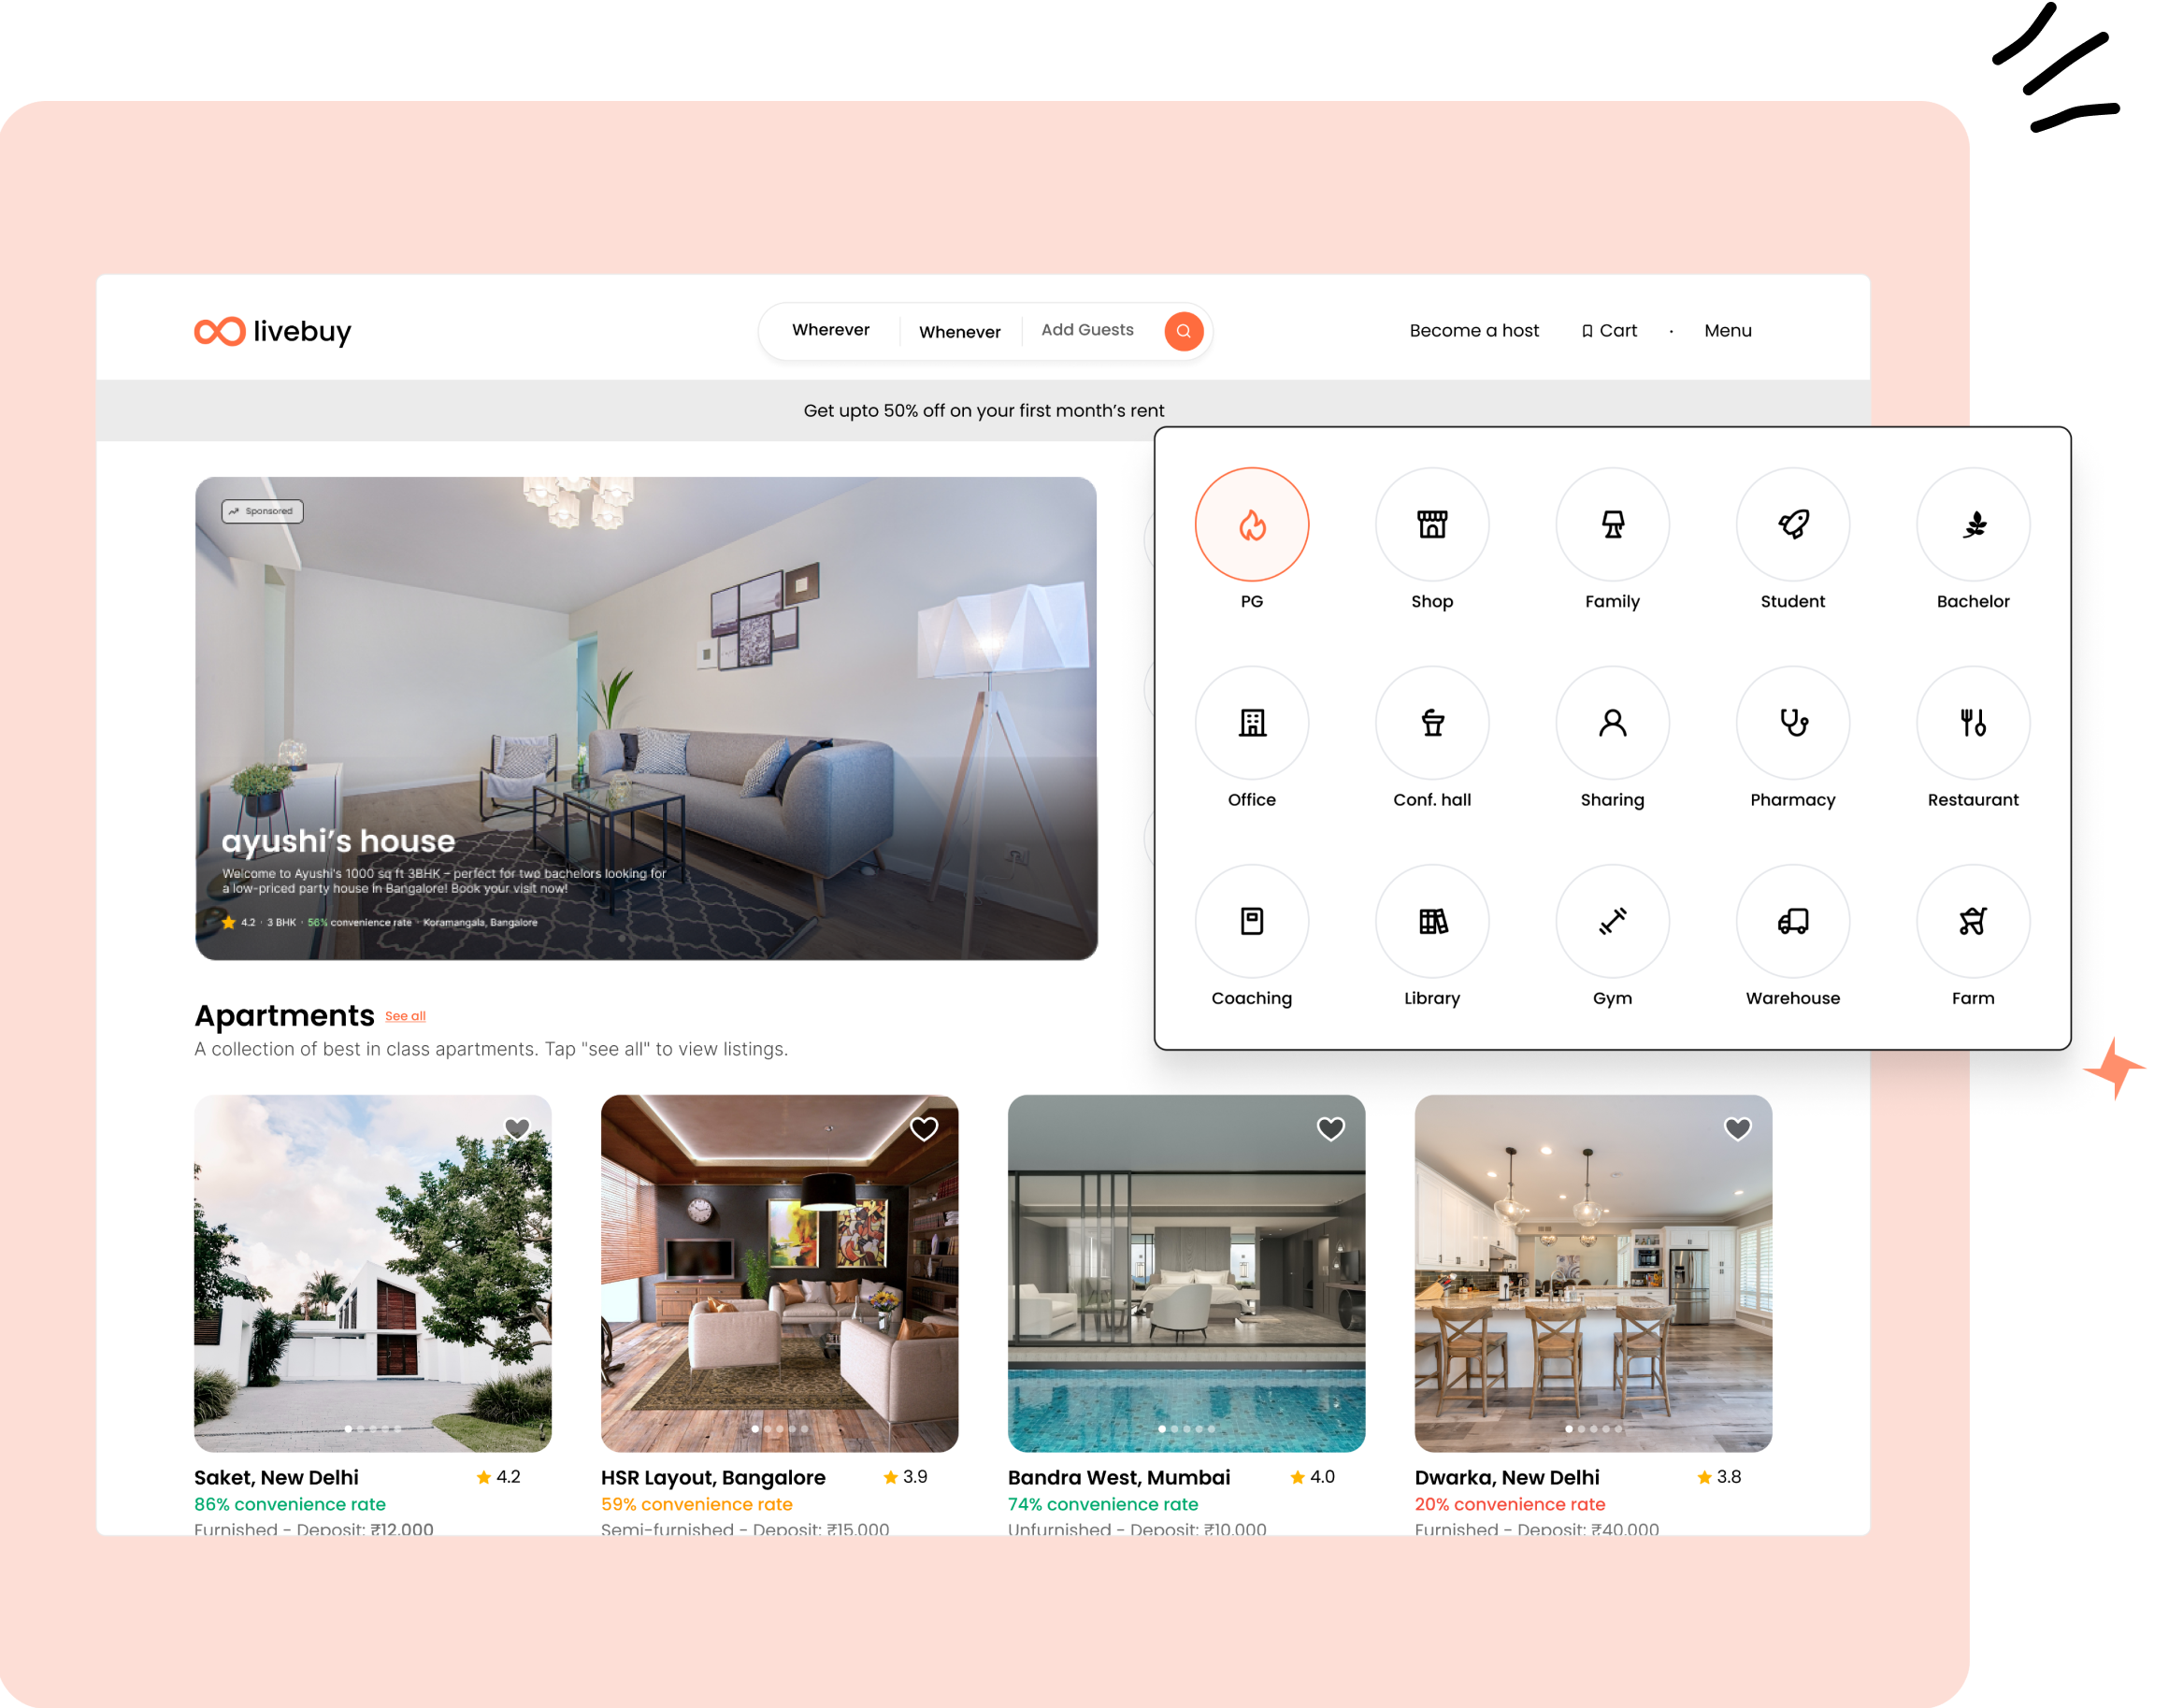 livebuy
Wherever
Whenever
Add Guests
Become a host
Cart
·
Menu
Get upto 50% off on your first month’s rent
Sponsored
ayushi’s house
Welcome to Ayushi's 1000 sq ft 3BHK – perfect for two bachelors looking for
a low-priced party house in Bangalore! Book your visit now!
4.2 · 3 BHK · 56% convenience rate · Koramangala, Bangalore
PG
Shop
Family
Student
Bachelor
Office
Conf. hall
Sharing
Pharmacy
Restaurant
Coaching
Library
Gym
Warehouse
Farm
Apartments See all
A collection of best in class apartments. Tap "see all" to view listings.
Saket, New Delhi 4.2
86% convenience rate
Furnished - Deposit: ₹12,000
HSR Layout, Bangalore 3.9
59% convenience rate
Semi-furnished - Deposit: ₹15,000
Bandra West, Mumbai 4.0
74% convenience rate
Unfurnished - Deposit: ₹10,000
Dwarka, New Delhi 3.8
20% convenience rate
Furnished - Deposit: ₹40,000